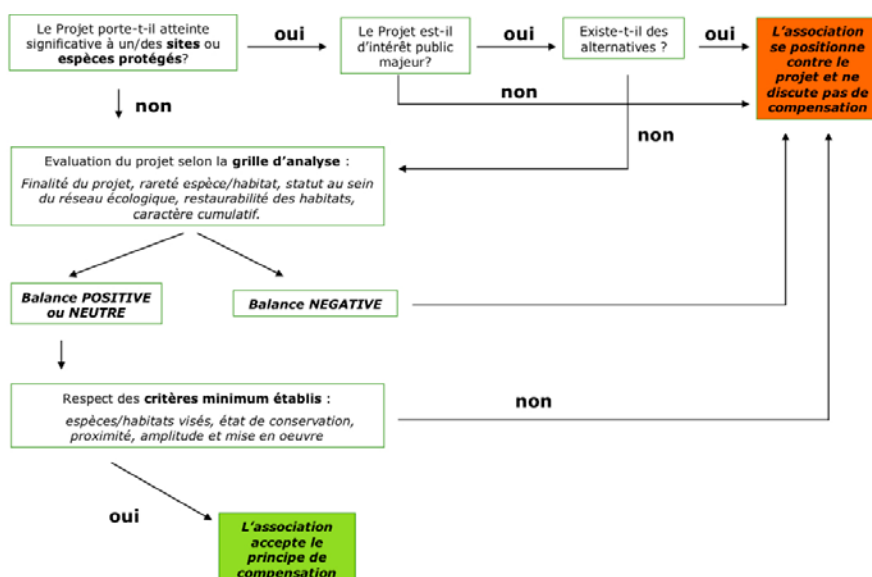 Le Projet porte-t-il atteinte
significative à un/des sites ou
espèces protégés?
oui
Le Projet est-il
d'intérêt public
majeur?
oui
Existe-t-il des
alternatives ?
oui
L'association
se positionne
contre le
projet et ne
discute pas de
compensation
non
non
non
Evaluation du projet selon la grille d'analyse :
Finalité du projet, rareté espèce/habitat, statut au sein
du réseau écologique, restaurabilité des habitats,
caractère cumulatif.
Balance POSITIVE
ou NEUTRE
Balance NEGATIVE
Respect des critères minimum établis :
espèces/habitats visés, état de conservation,
proximité, amplitude et mise en oeuvre
non
oui
L'association
accepte le
principe de
compensation